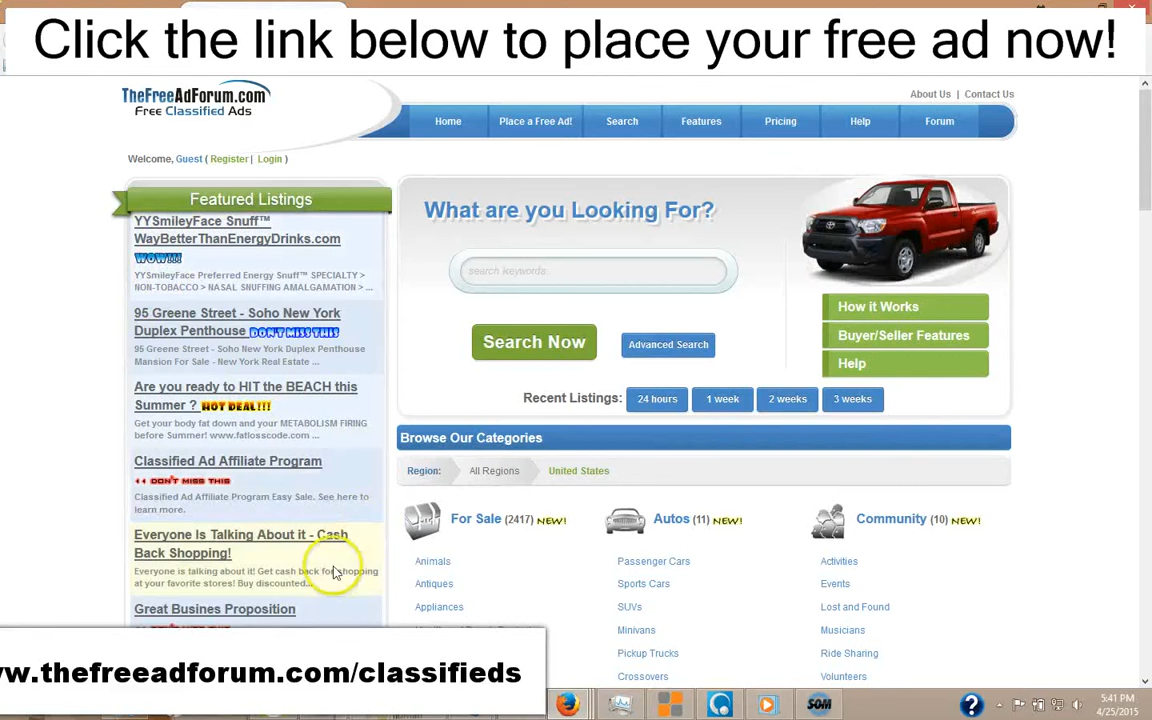 Click the link below to place your free ad now!
TheFreeAdForum.com
Free Classified Ads
About Us | Contact Us
Home
Place a Free Ad!
Search
Features
Pricing
Help
Forum
Welcome, Guest ( Register | Login )
Featured Listings
YYSmileyFace Snuff™
WayBetterThanEnergyDrinks.com
WOW!!!
YYSmileyFace Preferred Energy Snuff™ SPECIALTY >
NON-TOBACCO > NASAL SNUFFING AMALGAMATION > ...
95 Greene Street - Soho New York
Duplex Penthouse DON'T MISS THIS
95 Greene Street - Soho New York Duplex Penthouse
Mansion For Sale - New York Real Estate ...
Are you ready to HIT the BEACH this
Summer ? HOT DEAL!!!
Get your body fat down and your METABOLISM FIRING
before Summer! www.fatlosscode.com ...
Classified Ad Affiliate Program
DON'T MISS THIS
Classified Ad Affiliate Program Easy Sale. See here to
learn more.
Everyone Is Talking About it - Cash
Back Shopping!
Everyone is talking about it! Get cash back for shopping
at your favorite stores! Buy discounted...
Great Busines Proposition
What are you Looking For?
search keywords
Search Now
Advanced Search
How it Works
Buyer/Seller Features
Help
Recent Listings:
24 hours
1 week
2 weeks
3 weeks
Browse Our Categories
Region:
All Regions
United States
For Sale (2417) NEW!
Animals
Antiques
Appliances
Autos (11) NEW!
Passenger Cars
Sports Cars
SUVs
Minivans
Pickup Trucks
Crossovers
Community (10) NEW!
Activities
Events
Lost and Found
Musicians
Ride Sharing
Volunteers
w.thefreeadforum.com/classifieds
SOM
5:41 PM
4/25/2015